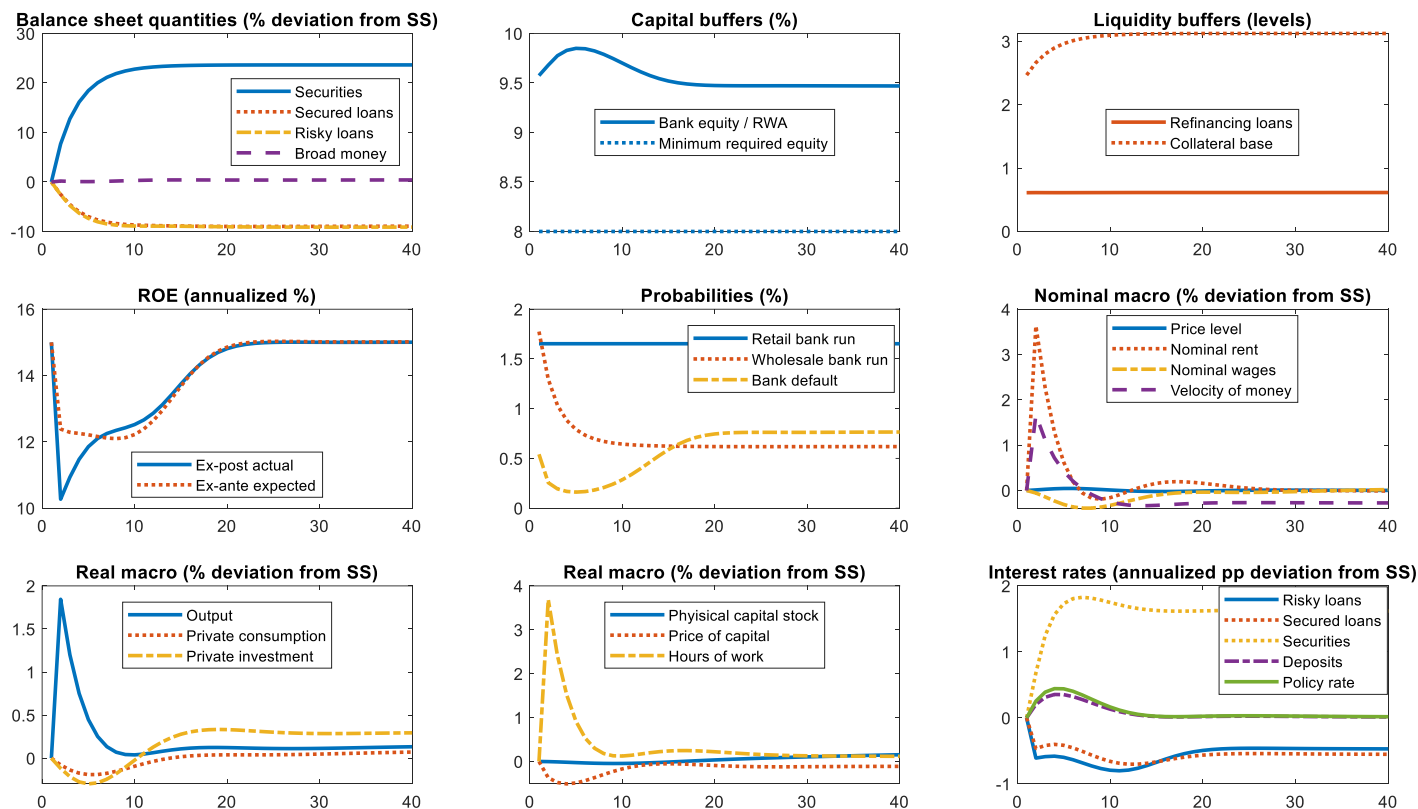 Balance sheet quantities (% deviation from SS)
30
20
10
0
-10
0
10
20
30
40
Securities
Secured loans
Risky loans
Broad money
Capital buffers (%)
10
9.5
9
8.5
8
0
10
20
30
40
Bank equity / RWA
Minimum required equity
Liquidity buffers (levels)
3
2
1
0
0
10
20
30
40
Refinancing loans
Collateral base
ROE (annualized %)
16
14
12
10
0
10
20
30
40
Ex-post actual
Ex-ante expected
Probabilities (%)
2
1.5
1
0.5
0
0
10
20
30
40
Retail bank run
Wholesale bank run
Bank default
Nominal macro (% deviation from SS)
4
3
2
1
0
0
10
20
30
40
Price level
Nominal rent
Nominal wages
Velocity of money
Real macro (% deviation from SS)
2
1.5
1
0.5
0
0
10
20
30
40
Output
Private consumption
Private investment
Real macro (% deviation from SS)
4
3
2
1
0
0
10
20
30
40
Phyisical capital stock
Price of capital
Hours of work
Interest rates (annualized pp deviation from SS)
2
1
0
-1
0
10
20
30
40
Risky loans
Secured loans
Securities
Deposits
Policy rate